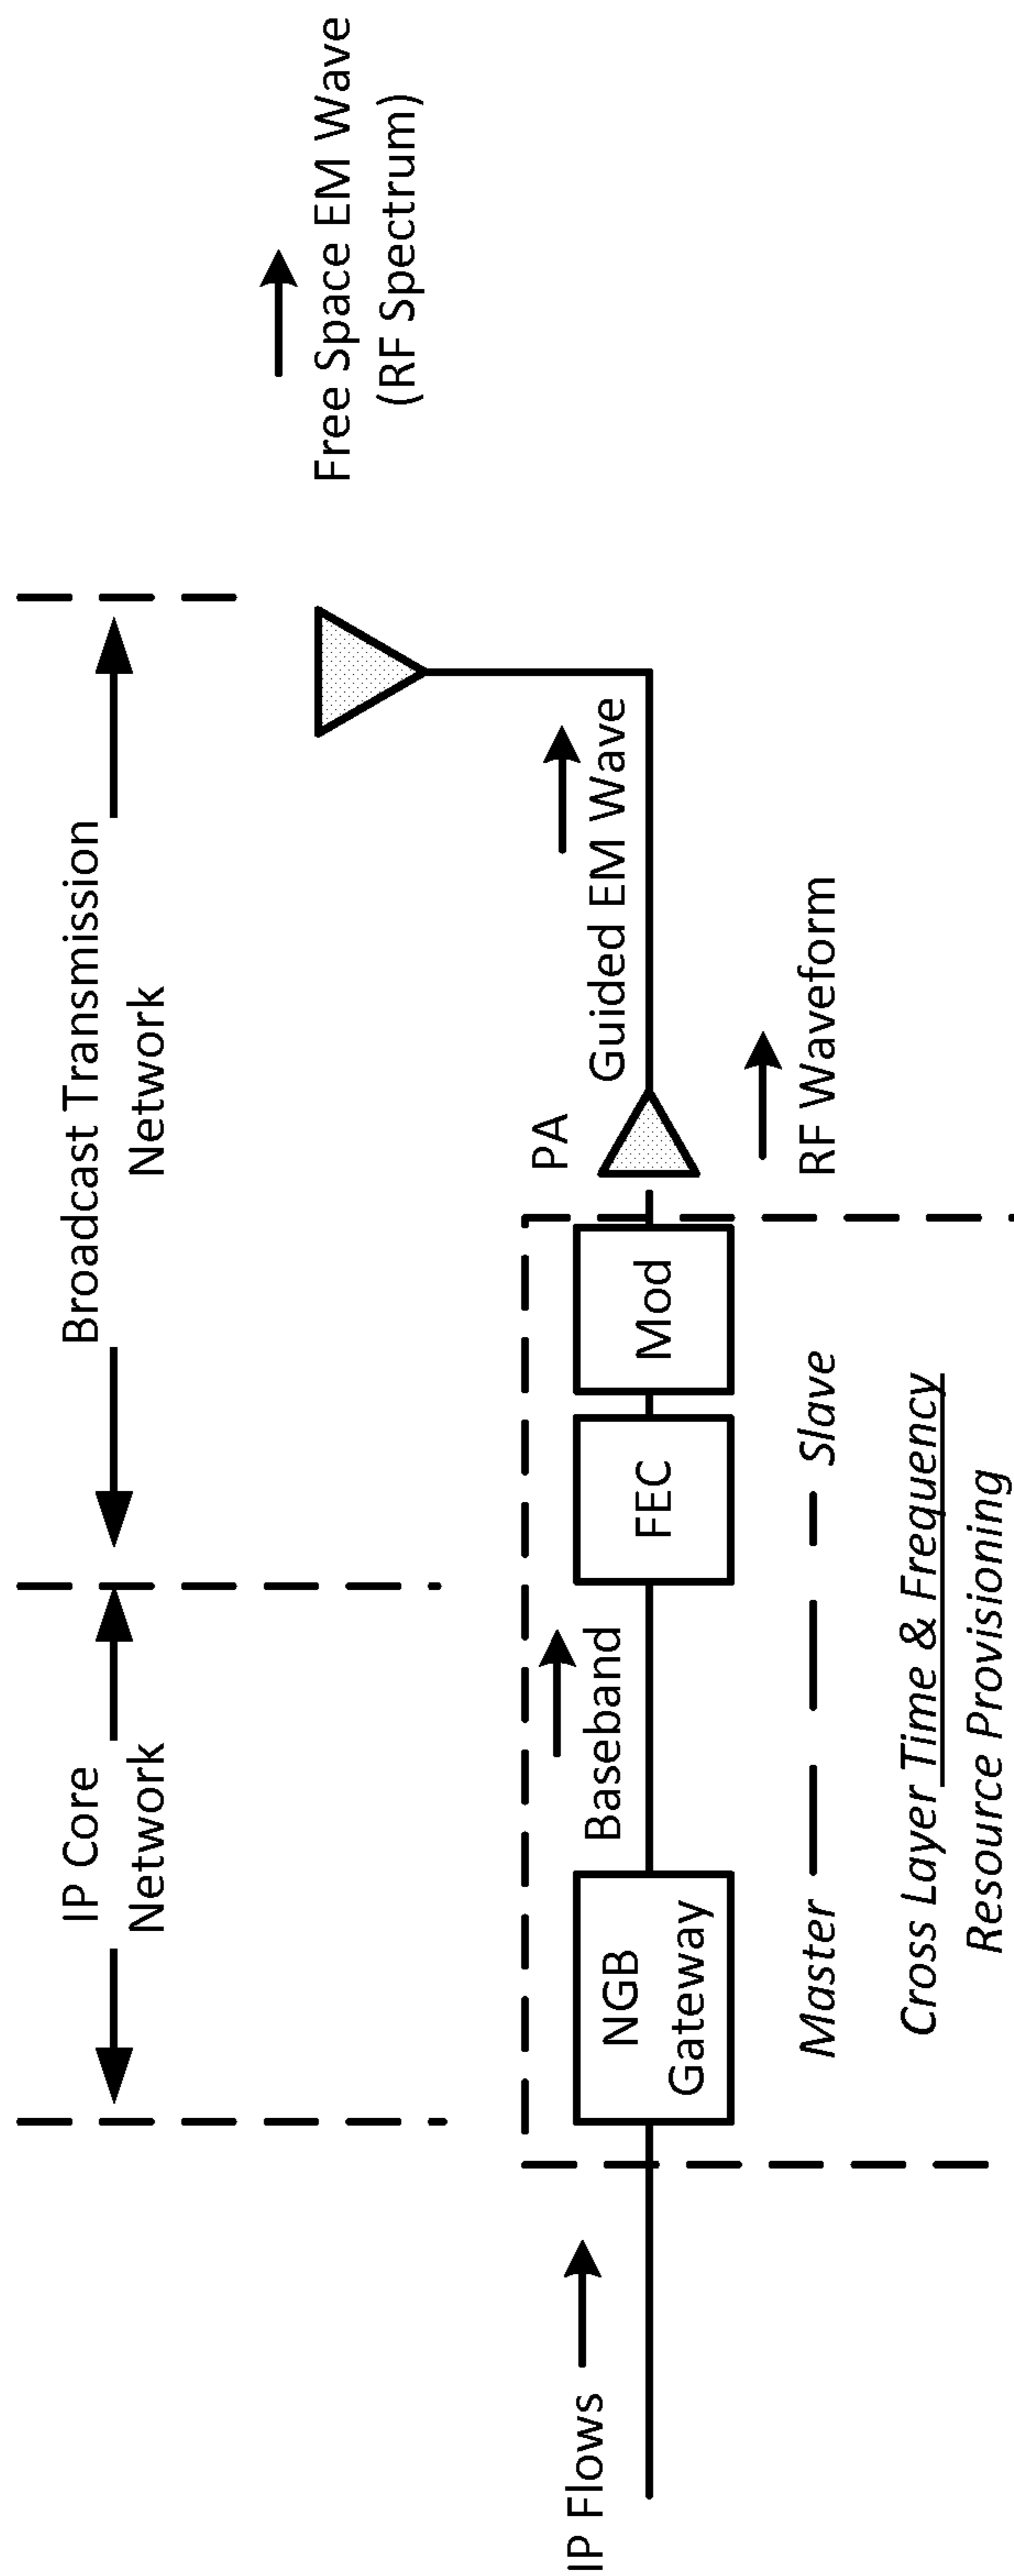 IP Core
Network
Broadcast Transmission
Network
Free Space EM Wave
(RF Spectrum)
IP Flows
NGB
Gateway
Baseband
FEC
Mod
PA
Guided EM Wave
RF Waveform
Master
Slave
Cross Layer Time & Frequency
Resource Provisioning